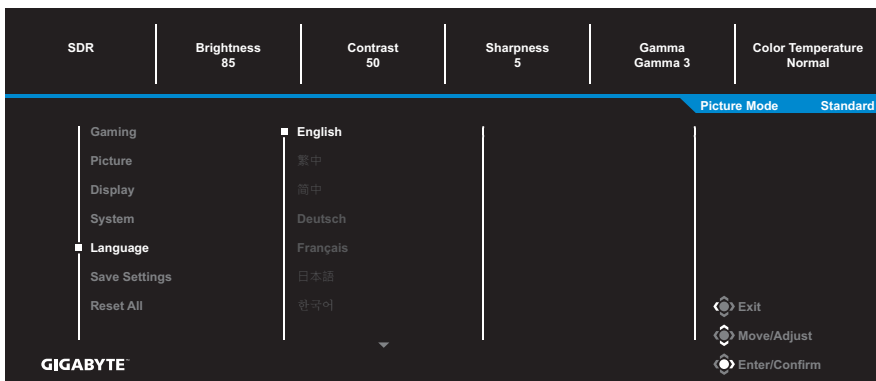 SDR
Brightness
85
Contrast
50
Sharpness
5
Gamma
Gamma 3
Color Temperature
Normal
Picture Mode Standard
Gaming
Picture
Display
System
Language
Save Settings
Reset All
English
繁中
簡中
Deutsch
Français
日本語
한국어
Exit
Move/Adjust
Enter/Confirm
GIGABYTE™